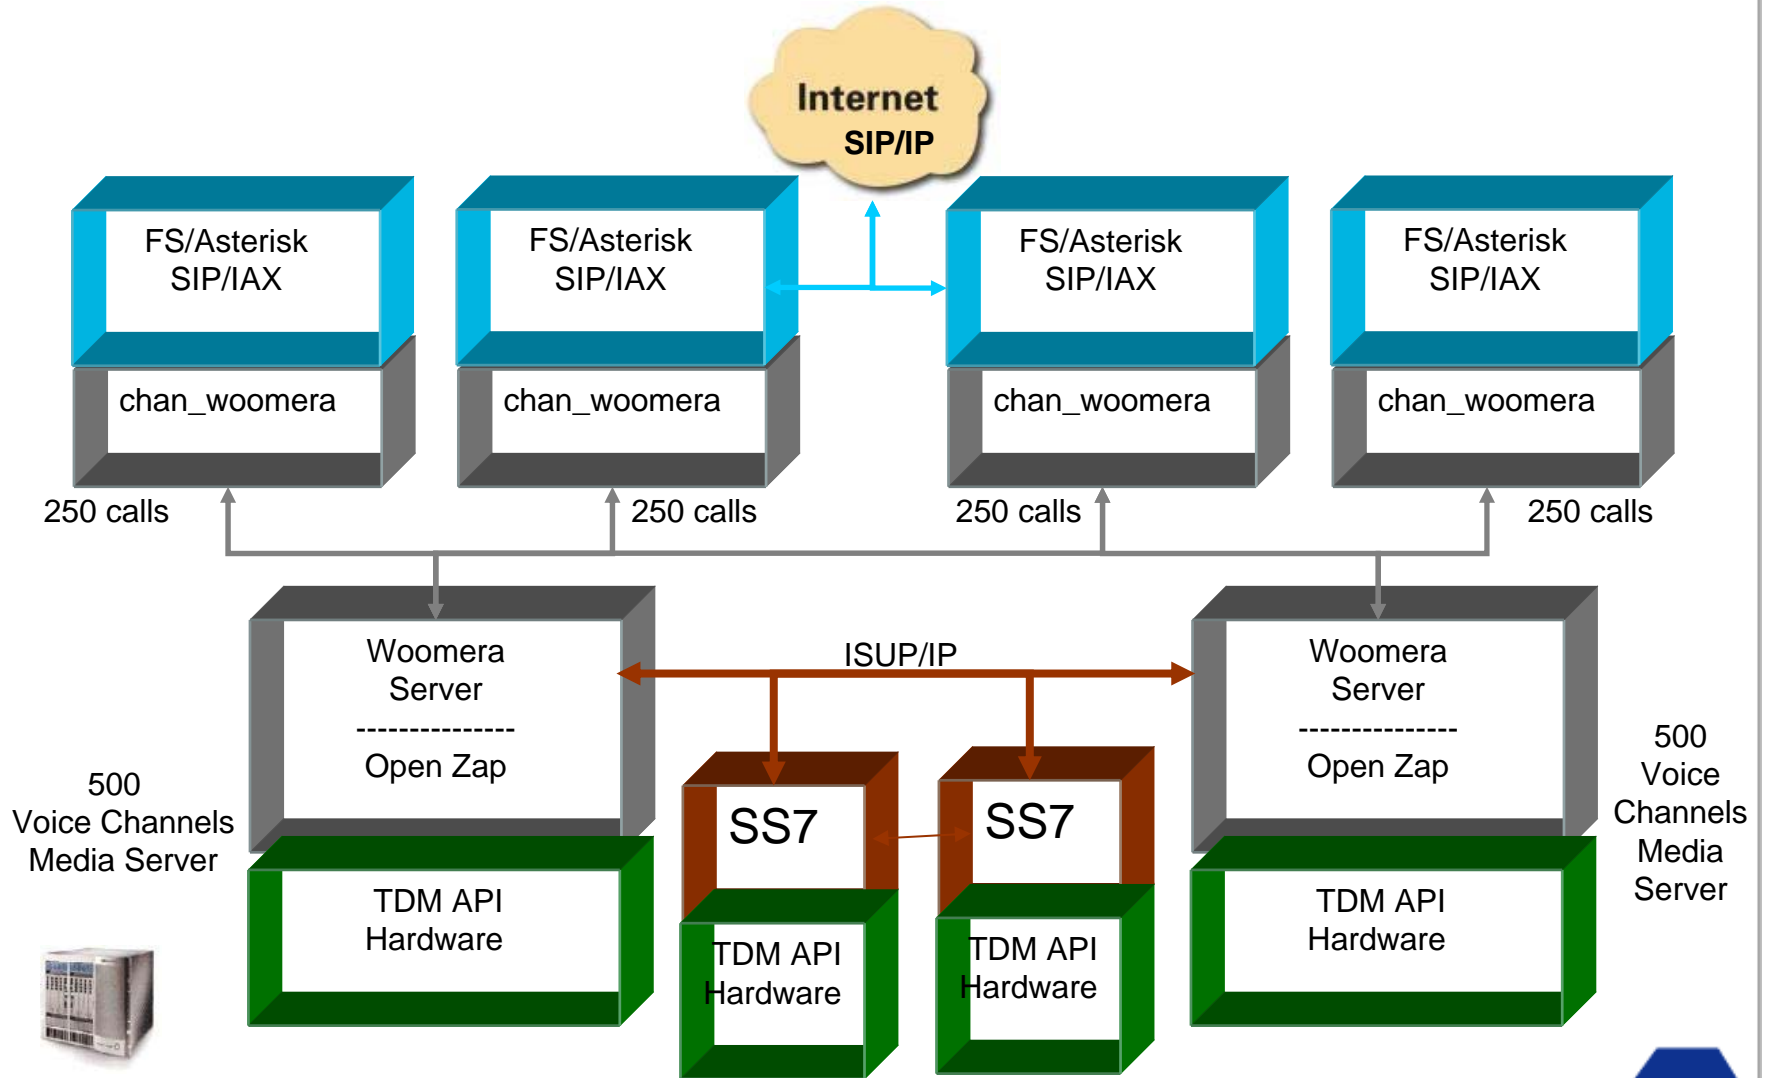 Internet
SIP/IP
FS/Asterisk
SIP/IAX
FS/Asterisk
SIP/IAX
FS/Asterisk
SIP/IAX
FS/Asterisk
SIP/IAX
chan_woomera
chan_woomera
chan_woomera
chan_woomera
250 calls
250 calls
250 calls
250 calls
Woomera
Server
---------------
Open Zap
ISUP/IP
Woomera
Server
---------------
Open Zap
500
Voice Channels
Media Server
SS7
SS7
500
Voice
Channels
Media
Server
TDM API
Hardware
TDM API
Hardware
TDM API
Hardware
TDM API
Hardware